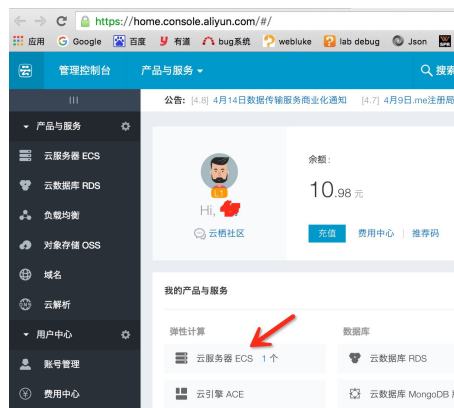 https://home.console.aliyun.com/#/
应用 Google 百度 有道 bug系统 webluke lab debug Json
管理控制台 产品与服务 搜索
公告: [4.8] 4月14日数据传输服务商业化通知 [4.7] 4月9日.me注册局
产品与服务
云服务器 ECS
云数据库 RDS
负载均衡
对象存储 OSS
域名
云解析
用户中心
账号管理
费用中心
L1
Hi,
云栖社区
余额:
10.98 元
充值 费用中心 推荐码
我的产品与服务
弹性计算 数据库
云服务器 ECS 1 个 云数据库 RDS
云引擎 ACE 云数据库 MongoDB